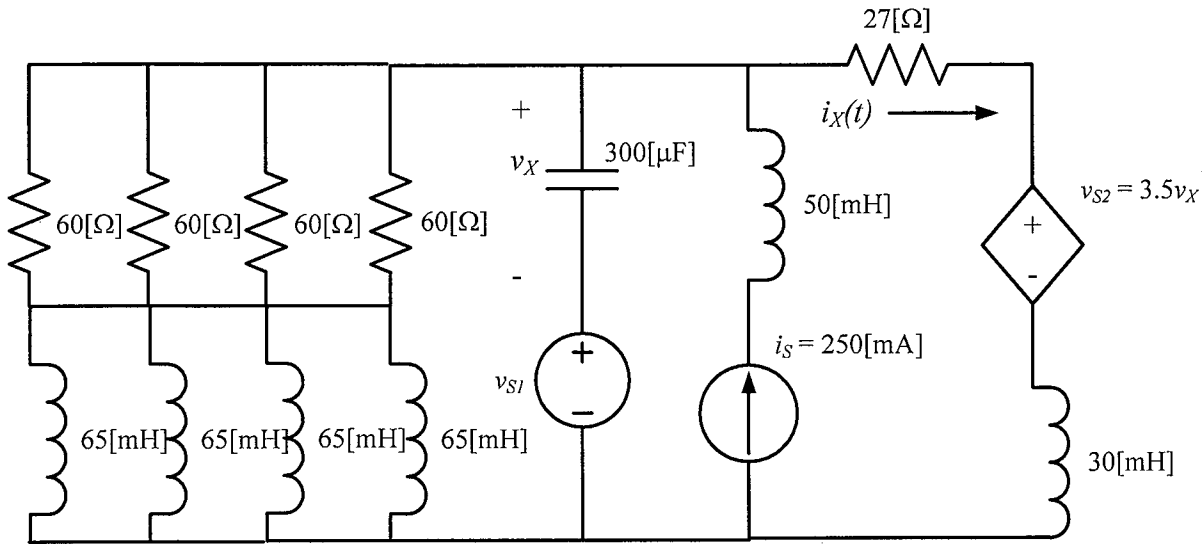 27[Ω]
i_X(t)
+
v_X
-
300[μF]
60[Ω] 60[Ω] 60[Ω] 60[Ω]
50[mH]
v_S2 = 3.5v_X
+
-
i_S = 250[mA]
v_S1
+
−
65[mH] 65[mH] 65[mH] 65[mH]
30[mH]